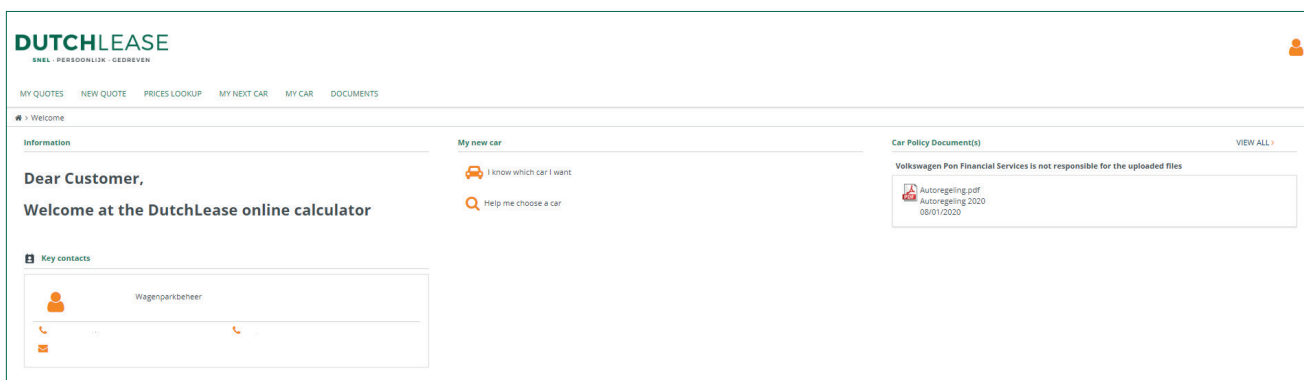 DUTCHLEASE
SNEL · PERSOONLIJK · GEDREVEN
MY QUOTES NEW QUOTE PRICES LOOKUP MY NEXT CAR MY CAR DOCUMENTS
> Welcome
Information
Dear Customer,
Welcome at the DutchLease online calculator
Key contacts
Wagenparkbeheer
My new car
I know which car I want
Help me choose a car
Car Policy Document(s) VIEW ALL >
Volkswagen Pon Financial Services is not responsible for the uploaded files
PDF
Autoregeling.pdf
Autoregeling 2020
08/01/2020